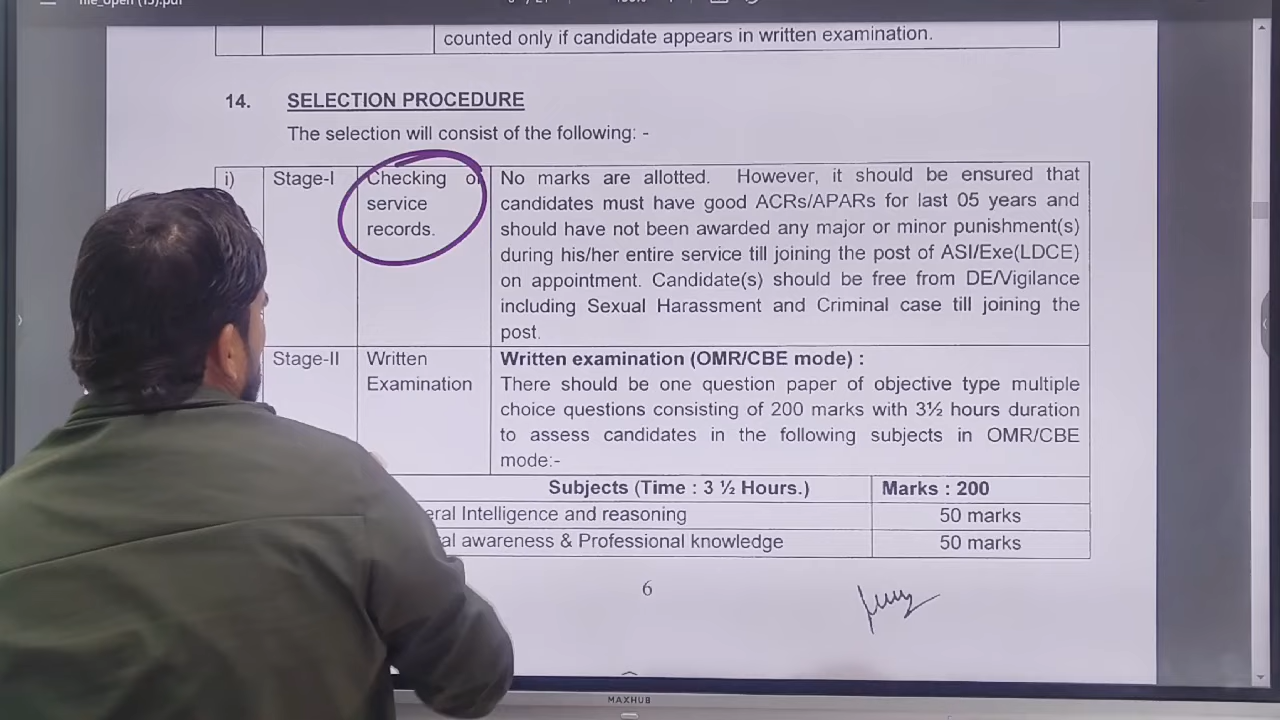 file_open (15).pdf
counted only if candidate appears in written examination.
14. SELECTION PROCEDURE
The selection will consist of the following: -
i) Stage-I Checking of service records. No marks are allotted. However, it should be ensured that
candidates must have good ACRs/APARs for last 05 years and
should have not been awarded any major or minor punishment(s)
during his/her entire service till joining the post of ASI/Exe(LDCE)
on appointment. Candidate(s) should be free from DE/Vigilance
including Sexual Harassment and Criminal case till joining the
post.
Stage-II Written Examination Written examination (OMR/CBE mode) :
There should be one question paper of objective type multiple
choice questions consisting of 200 marks with 3½ hours duration
to assess candidates in the following subjects in OMR/CBE
mode:-
Subjects (Time : 3 ½ Hours.) Marks : 200
eral Intelligence and reasoning 50 marks
al awareness & Professional knowledge 50 marks
6
MAXHUB